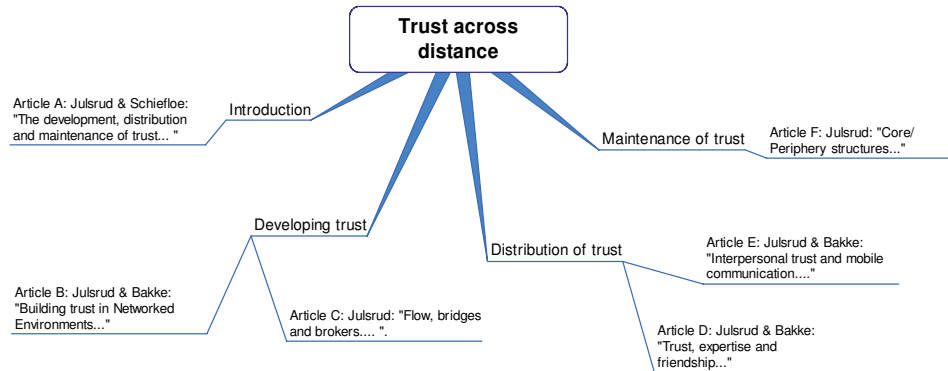 Trust across
distance
Introduction
Article A: Julsrud & Schiefloe:
"The development, distribution
and maintenance of trust... "
Maintenance of trust
Article F: Julsrud: "Core/
Periphery structures..."
Developing trust
Article B: Julsrud & Bakke:
"Building trust in Networked
Environments..."
Article C: Julsrud: "Flow, bridges
and brokers.... ".
Distribution of trust
Article E: Julsrud & Bakke:
"Interpersonal trust and mobile
communication...."
Article D: Julsrud & Bakke:
"Trust, expertise and
friendship..."